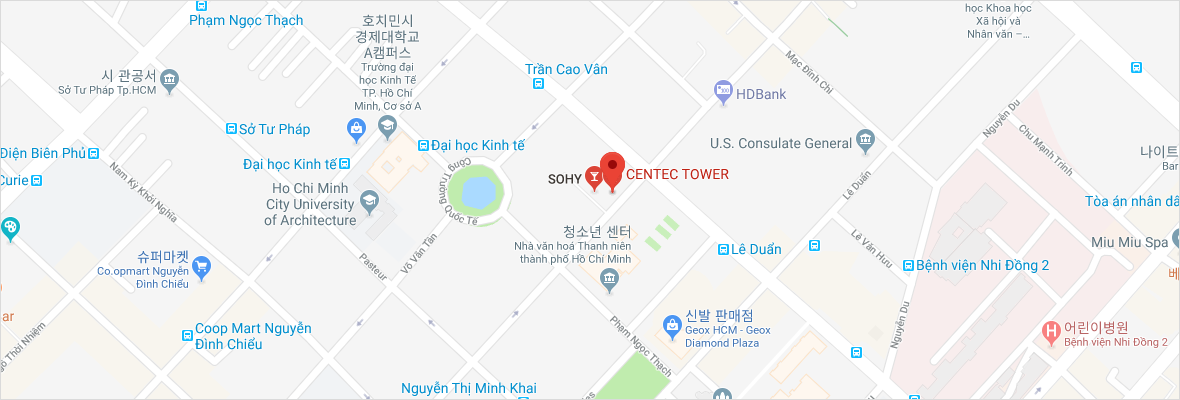 Phạm Ngọc Thạch
호치민시
경제대학교
A캠퍼스
Trường đại
học Kinh Tế
TP. Hồ Chí
Minh, Cơ sở A
học Khoa học
Xã hội và
Nhân văn –...
시 관공서
Sở Tư Pháp Tp.HCM
Trần Cao Vân
Mạc Đĩnh Chi
HDBank
Nguyễn Du
Sở Tư Pháp
Đại học Kinh tế
U.S. Consulate General
Chu Mạnh Trinh
Điện Biên Phủ
Đại học Kinh tế
Công Trường Quốc Tế
나이트
Bar
Curie
Nam Kỳ Khởi Nghĩa
Ho Chi Minh
City University
of Architecture
SOHY
CENTEC TOWER
Lê Duẩn
Tòa án nhân dâ
청소년 센터
Nhà văn hoá Thanh niên
thành phố Hồ Chí Minh
Lê Duẩn
Lê Văn Hưu
Miu Miu Spa
슈퍼마켓
Co.opmart Nguyễn
Đình Chiểu
Pasteur
Võ Văn Tần
Bệnh viện Nhi Đồng 2
베
ar
Coop Mart Nguyễn
Đình Chiểu
신발 판매점
Geox HCM - Geox
Diamond Plaza
Nguyễn Du
어린이병원
Bệnh viện Nhi Đồng 2
gô Thời Nhiệm
Phạm Ngọc Thạch
Nguyễn Thị Minh Khai